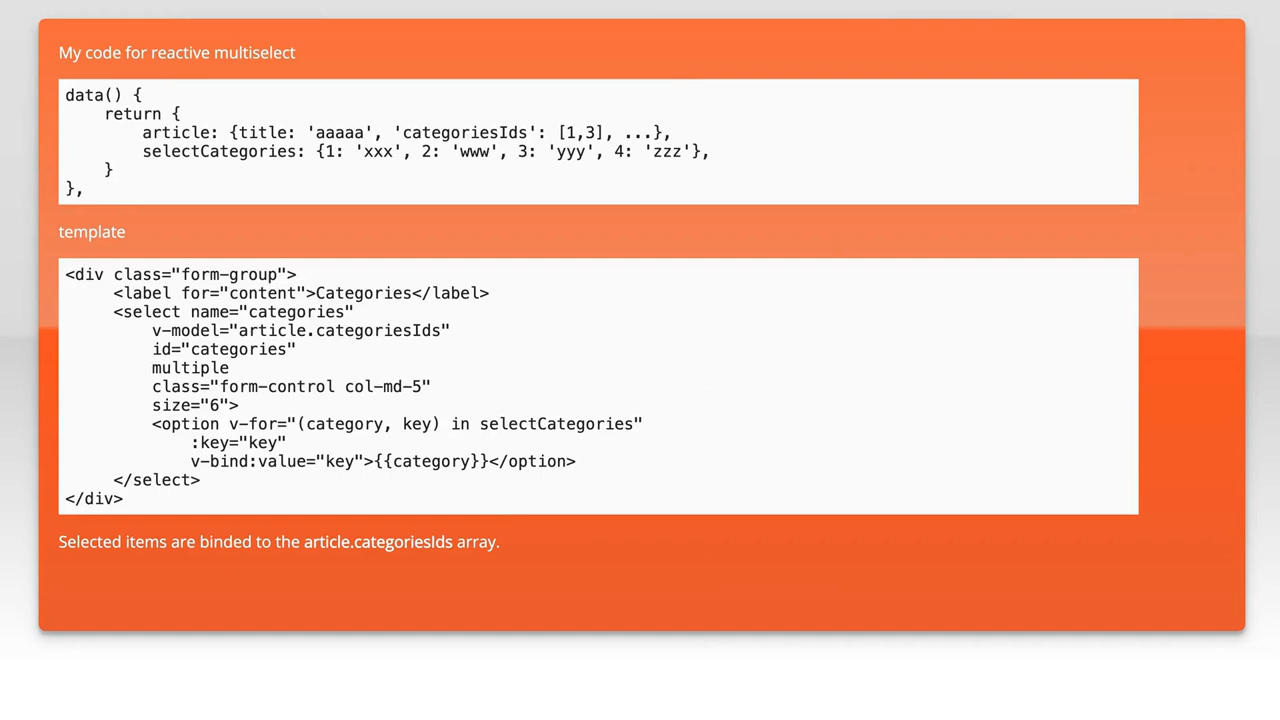 My code for reactive multiselect
data() {
    return {
        article: {title: 'aaaaa', 'categoriesIds': [1,3], ...},
        selectCategories: {1: 'xxx', 2: 'www', 3: 'yyy', 4: 'zzz'},
    }
},
template
<div class="form-group">
     <label for="content">Categories</label>
     <select name="categories"
         v-model="article.categoriesIds"
         id="categories"
         multiple
         class="form-control col-md-5"
         size="6">
         <option v-for="(category, key) in selectCategories"
             :key="key"
             v-bind:value="key">{{category}}</option>
     </select>
</div>
Selected items are binded to the article.categoriesIds array.